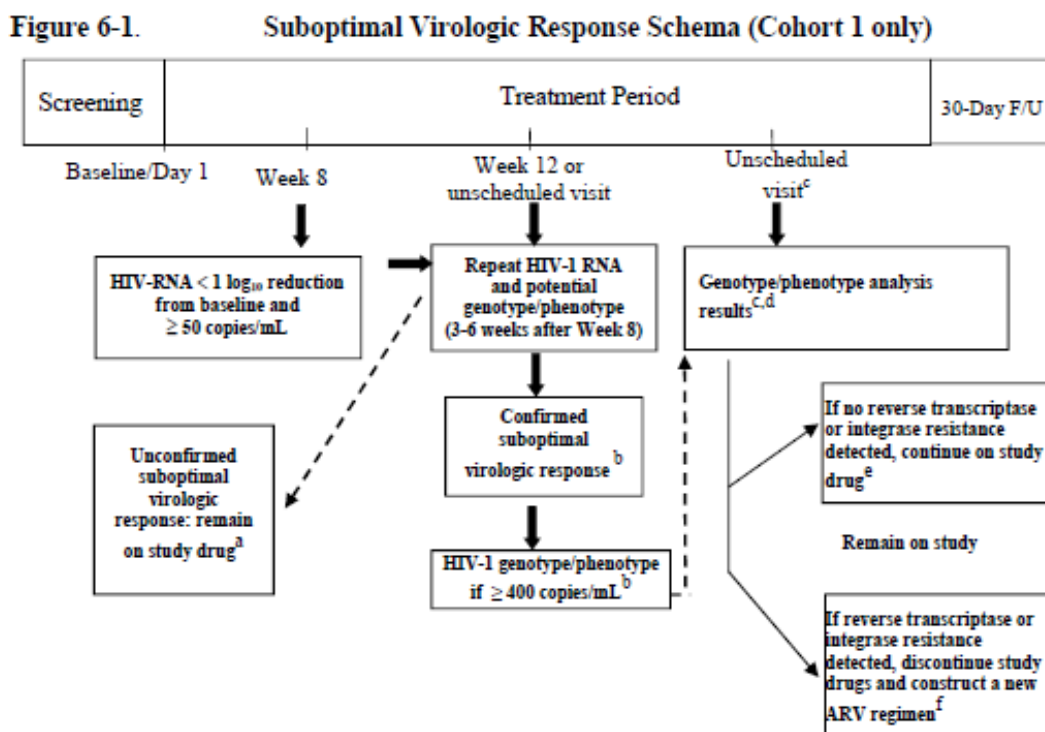 Figure 6-1. Suboptimal Virologic Response Schema (Cohort 1 only)
Screening
Treatment Period
30-Day F/U
Baseline/Day 1
Week 8
Week 12 or
unscheduled visit
Unscheduled
visitᶜ
HIV-RNA < 1 log₁₀ reduction
from baseline and
≥ 50 copies/mL
Repeat HIV-1 RNA
and potential
genotype/phenotype
(3-6 weeks after Week 8)
Genotype/phenotype analysis
resultsᶜ,ᵈ
Unconfirmed
suboptimal
virologic
response: remain
on study drugᵃ
Confirmed
suboptimal
virologic response ᵇ
HIV-1 genotype/phenotype
if ≥ 400 copies/mLᵇ
If no reverse transcriptase
or integrase resistance
detected, continue on study
drugᵉ
Remain on study
If reverse transcriptase or
integrase resistance
detected, discontinue study
drugs and construct a new
ARV regimenᶠ